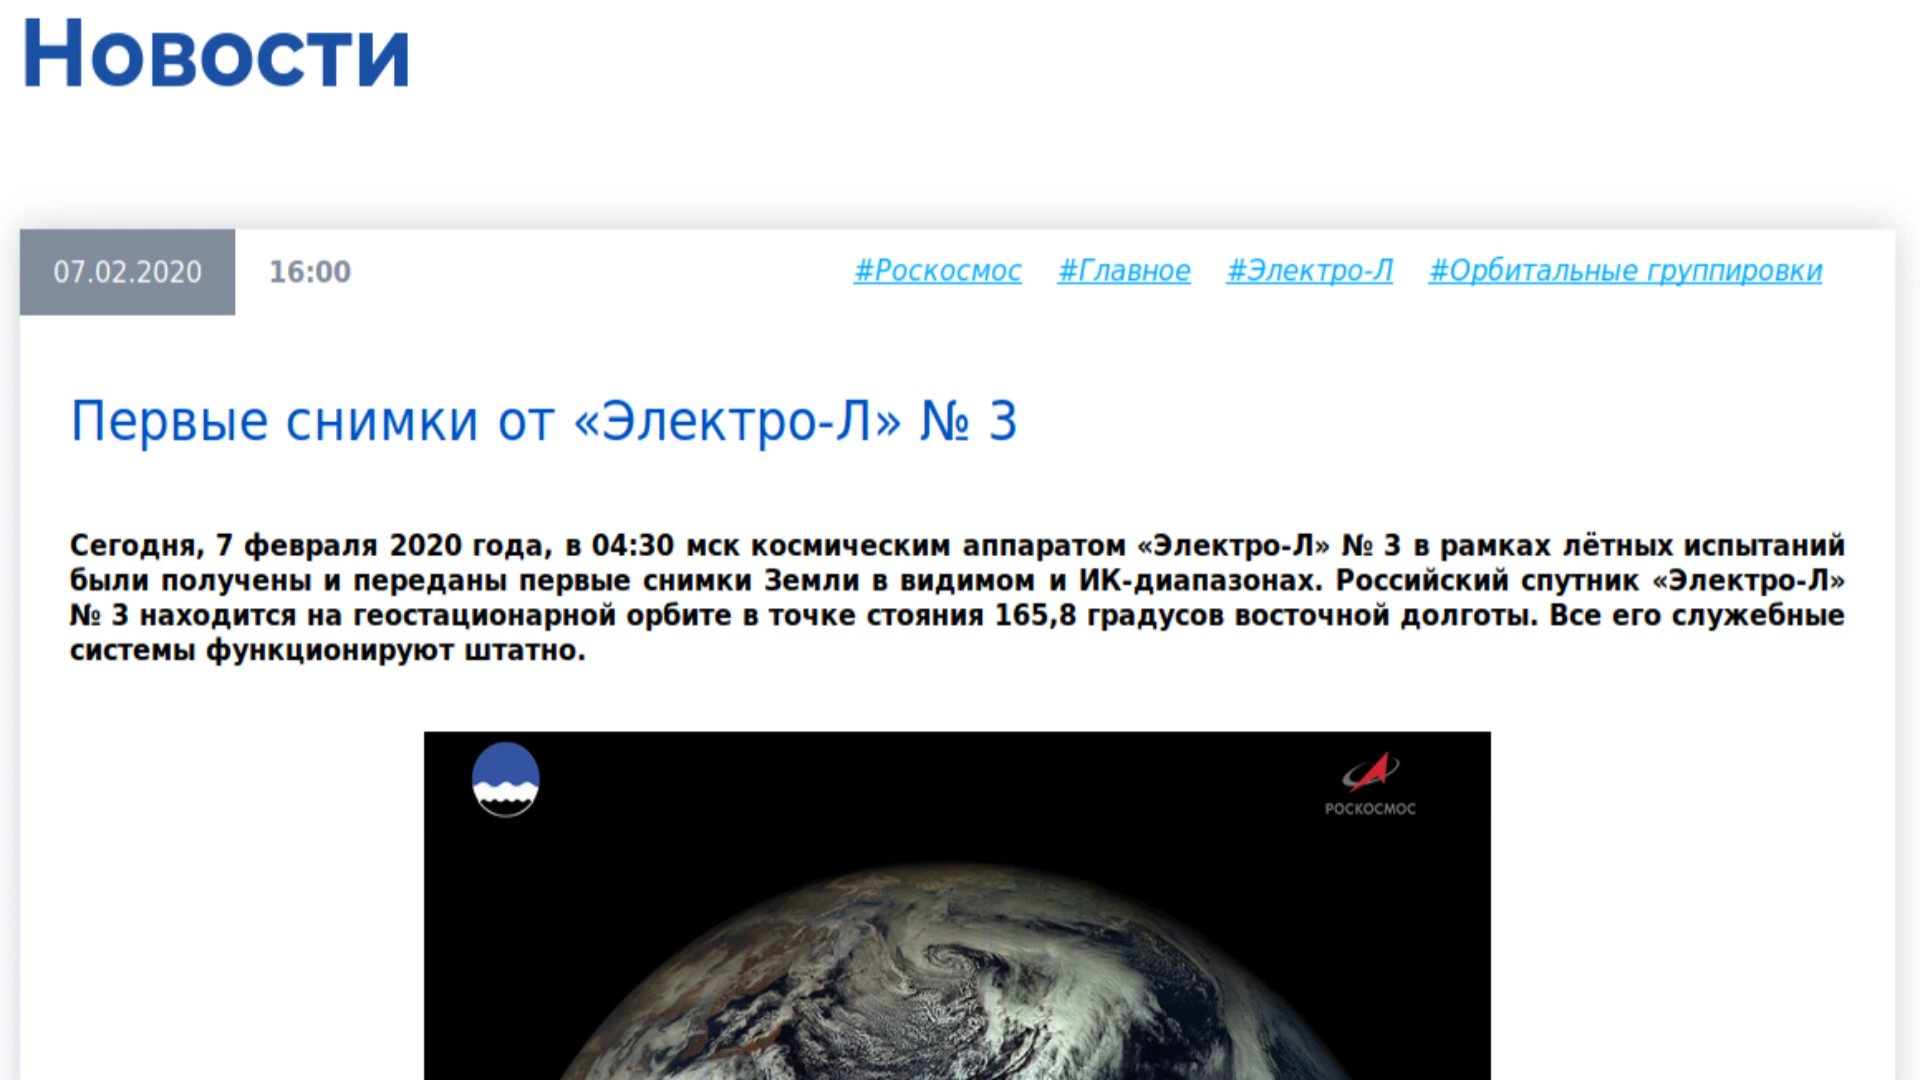 Новости
07.02.2020 16:00 #Роскосмос #Главное #Электро-Л #Орбитальные группировки
Первые снимки от «Электро-Л» № 3
Сегодня, 7 февраля 2020 года, в 04:30 мск космическим аппаратом «Электро-Л» № 3 в рамках лётных испытаний
были получены и переданы первые снимки Земли в видимом и ИК-диапазонах. Российский спутник «Электро-Л»
№ 3 находится на геостационарной орбите в точке стояния 165,8 градусов восточной долготы. Все его служебные
системы функционируют штатно.
РОСКОСМОС